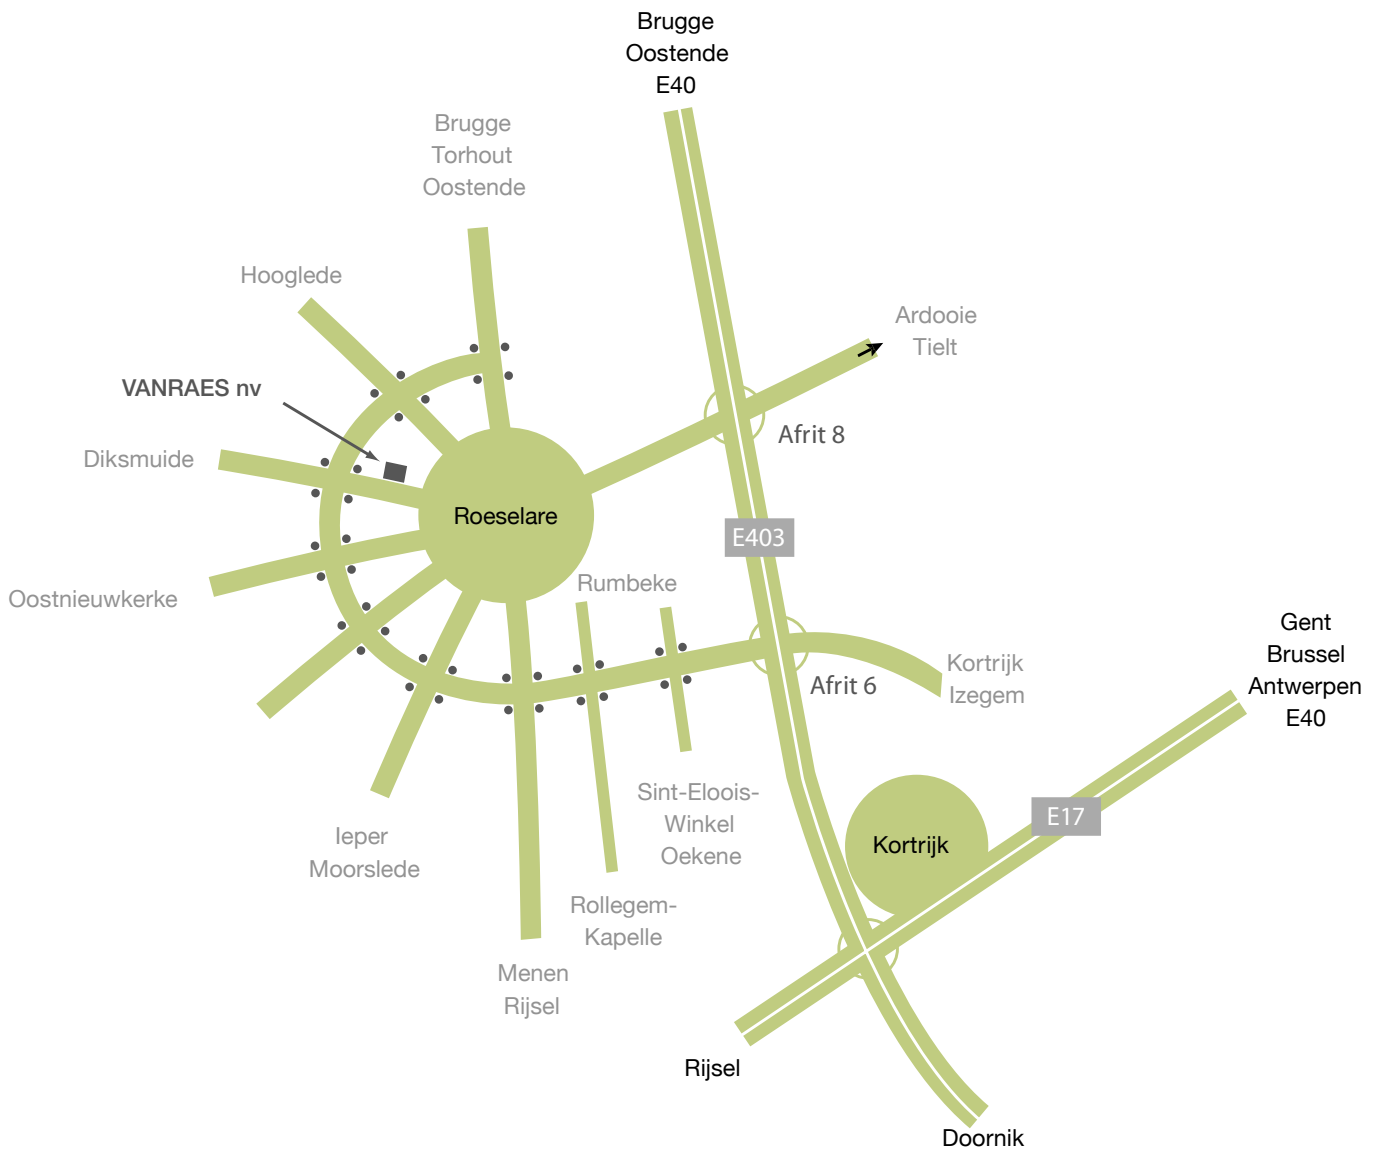 Brugge
Oostende
E40
Brugge
Torhout
Oostende
Hooglede
Ardooie
Tielt
VANRAES nv
Afrit 8
Diksmuide
Roeselare
E403
Rumbeke
Oostnieuwkerke
Gent
Brussel
Antwerpen
E40
Kortrijk
Izegem
Afrit 6
Sint-Eloois-
Winkel
Oekene
E17
Ieper
Moorslede
Kortrijk
Rollegem-
Kapelle
Menen
Rijsel
Rijsel
Doornik